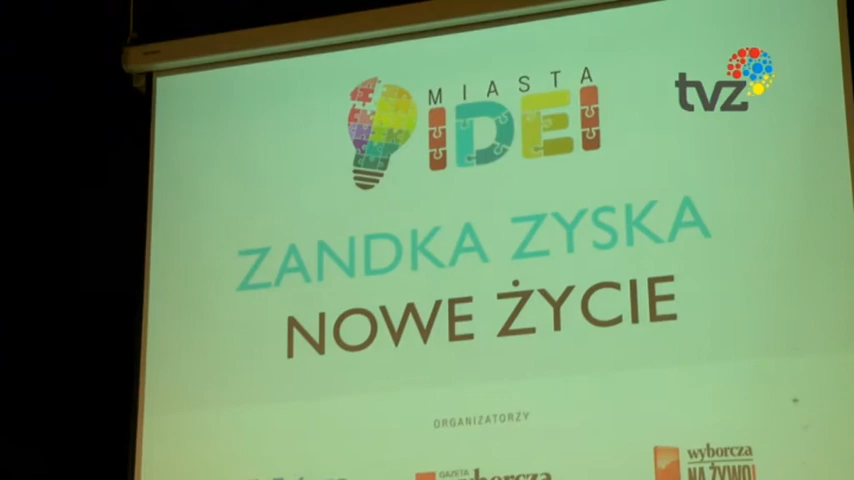 MIASTA
IDEI
tvz
ZANDKA ZYSKA
NOWE ŻYCIE
ORGANIZATORZY
GAZETA
wyborcza
wyborcza
NA ŻYWO!